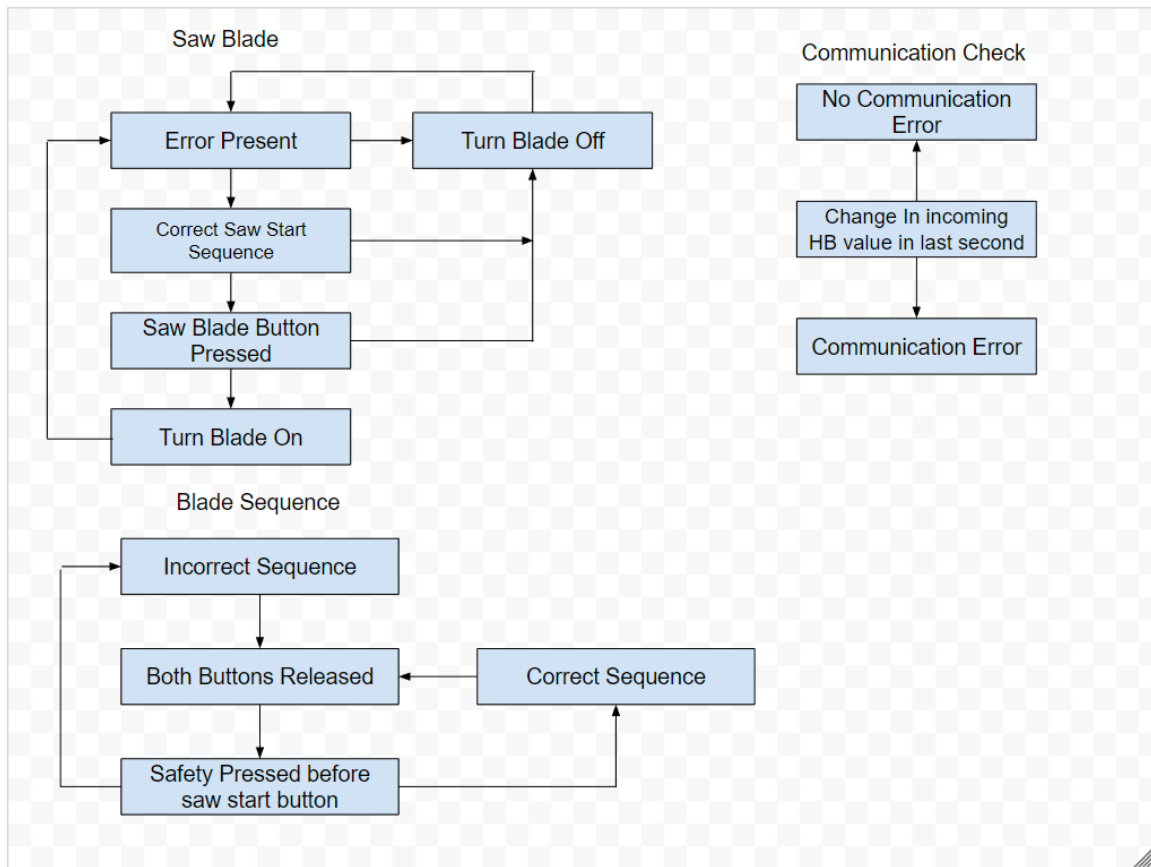 Saw Blade
Error Present
Turn Blade Off
Correct Saw Start
Sequence
Saw Blade Button
Pressed
Turn Blade On
Communication Check
No Communication
Error
Change In incoming
HB value in last second
Communication Error
Blade Sequence
Incorrect Sequence
Both Buttons Released
Correct Sequence
Safety Pressed before
saw start button